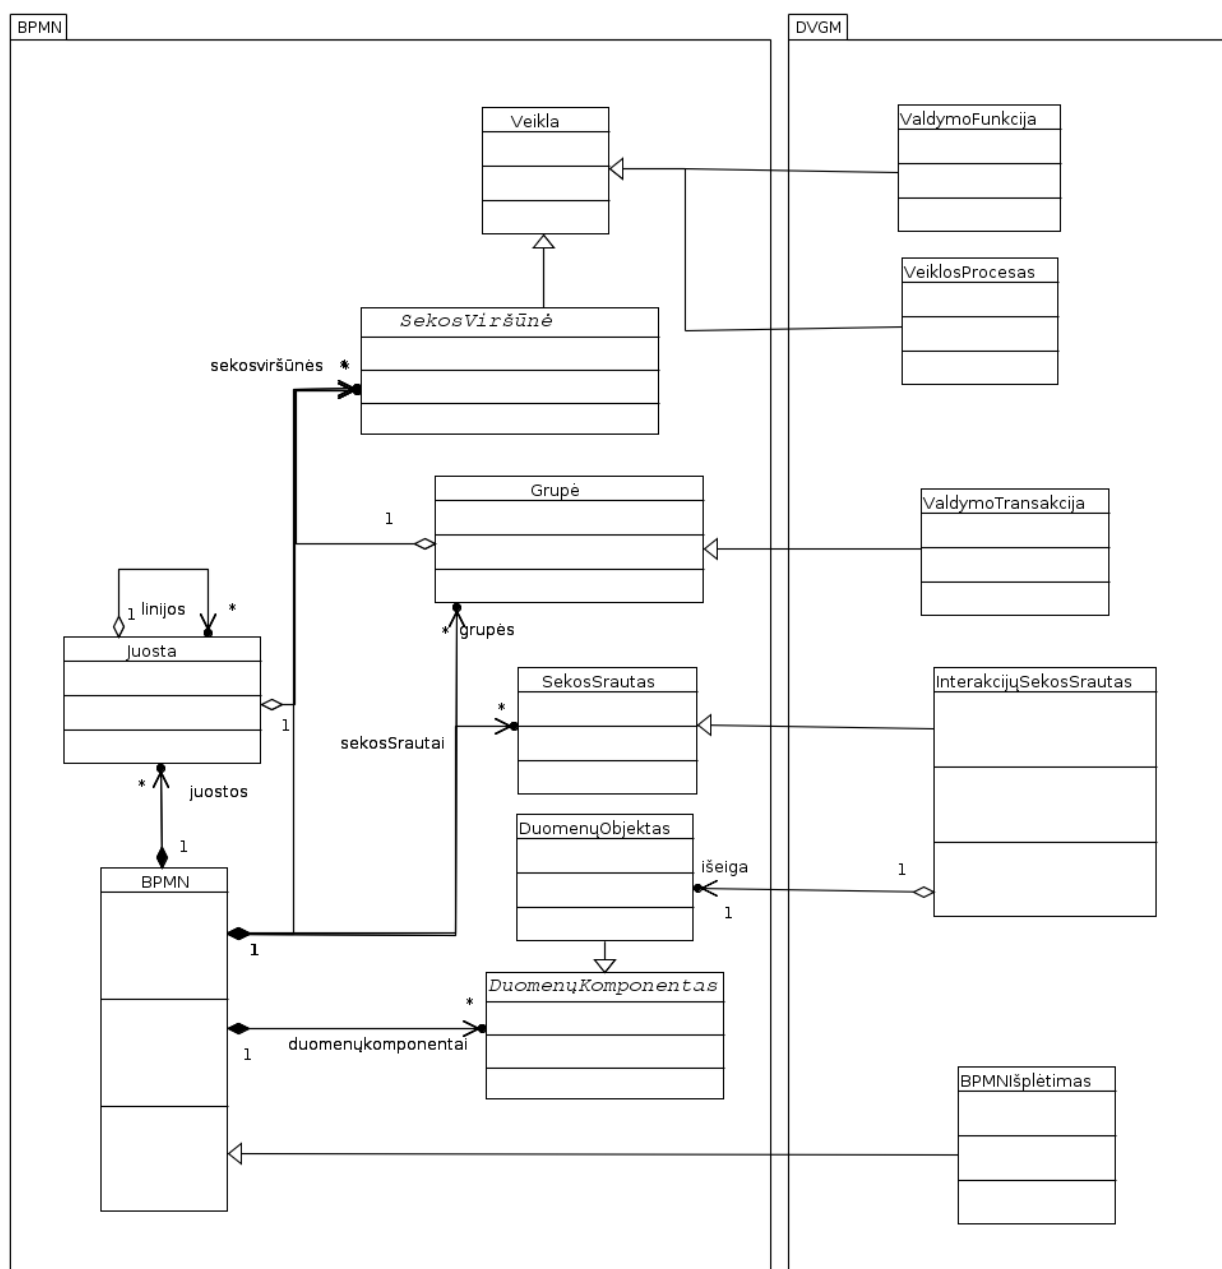 BPMN
DVGM
Veikla
ValdymoFunkcija
VeiklosProcesas
SekosViršūnė
sekosviršūnės
*
Grupė
1
ValdymoTransakcija
1
linijos
*
* grupės
Juosta
1
SekosSrautas
InterakcijųSekosSrautas
*
sekosSrautai
*
juostos
1
DuomenųObjektas
išeiga
1
1
BPMN
1
DuomenųKomponentas
*
1
duomenųkomponentai
BPMNIšplėtimas